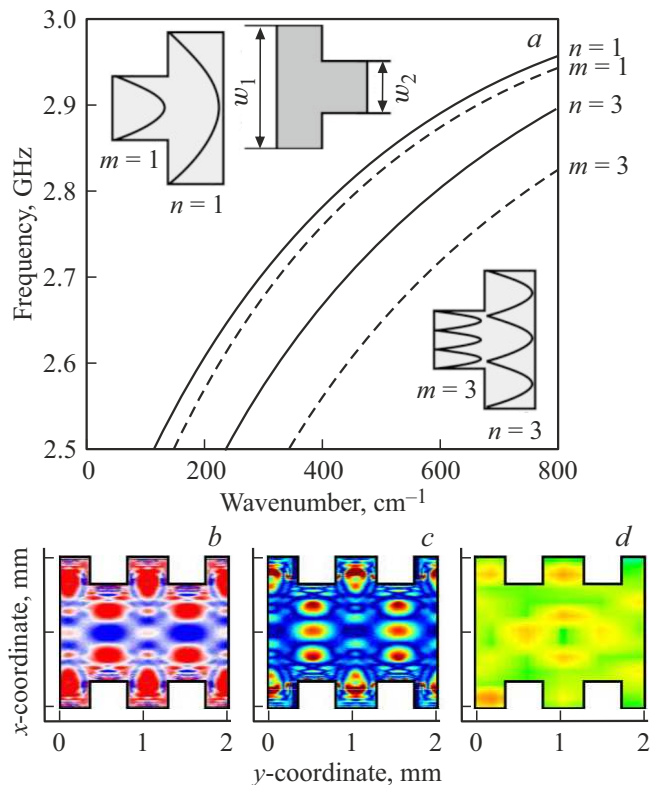 3.0
a
n = 1
m = 1
w1
w2
2.9
n = 3
m = 1
n = 1
m = 3
2.8
Frequency, GHz
2.7
2.6
m = 3
n = 3
2.5
0 200 400 600 800
Wavenumber, cm⁻¹
b c d
x-coordinate, mm
0 1 2 0 1 2 0 1 2
y-coordinate, mm